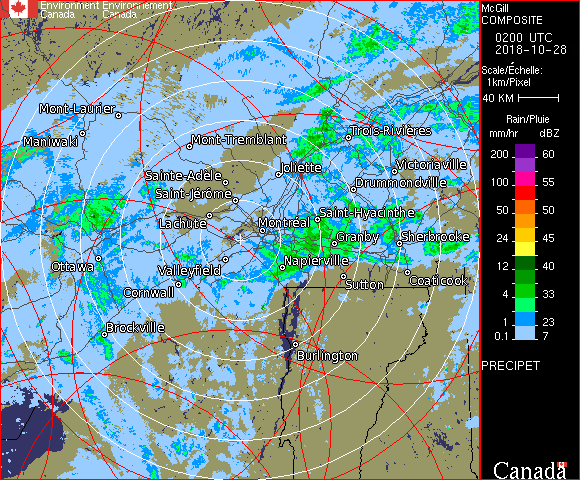 Environment Environnement
Canada Canada
McGill
COMPOSITE
0200 UTC
2018-10-28
Scale/Échelle:
1km/Pixel
40 KM
Rain/Pluie
mm/hr dBZ
200 60
100 55
50 50
24 45
12 40
4 33
1 23
0.1 7
PRECIPET
Canada
Mont-Laurier
Maniwaki
Mont-Tremblant
Trois-Rivières
Sainte-Adèle
Joliette
Victoriaville
Drummondville
Saint-Jérôme
Lachute
Saint-Hyacinthe
Montréal
Granby
Sherbrooke
Ottawa
Valleyfield
Napierville
Sutton
Coaticook
Cornwall
Brockville
Burlington